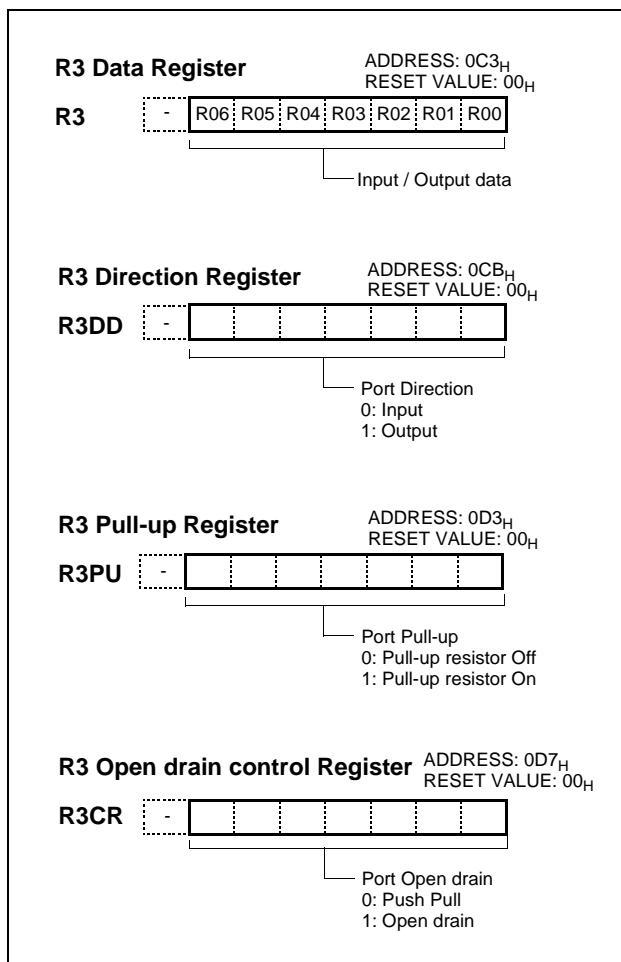 R3 Data Register ADDRESS: 0C3H
RESET VALUE: 00H
R3 - R06 R05 R04 R03 R02 R01 R00
Input / Output data
R3 Direction Register ADDRESS: 0CBH
RESET VALUE: 00H
R3DD -
Port Direction
0: Input
1: Output
R3 Pull-up Register ADDRESS: 0D3H
RESET VALUE: 00H
R3PU -
Port Pull-up
0: Pull-up resistor Off
1: Pull-up resistor On
R3 Open drain control Register ADDRESS: 0D7H
RESET VALUE: 00H
R3CR -
Port Open drain
0: Push Pull
1: Open drain